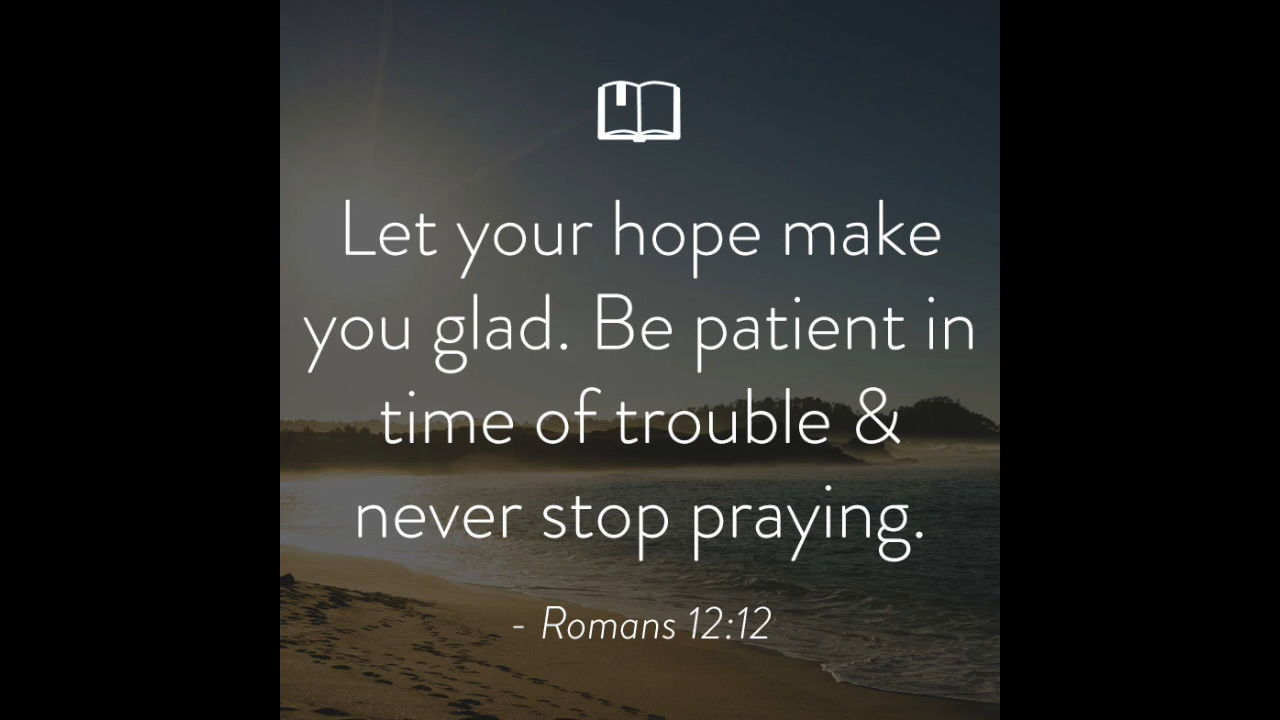 Let your hope make
you glad. Be patient in
time of trouble &
never stop praying.
- Romans 12:12